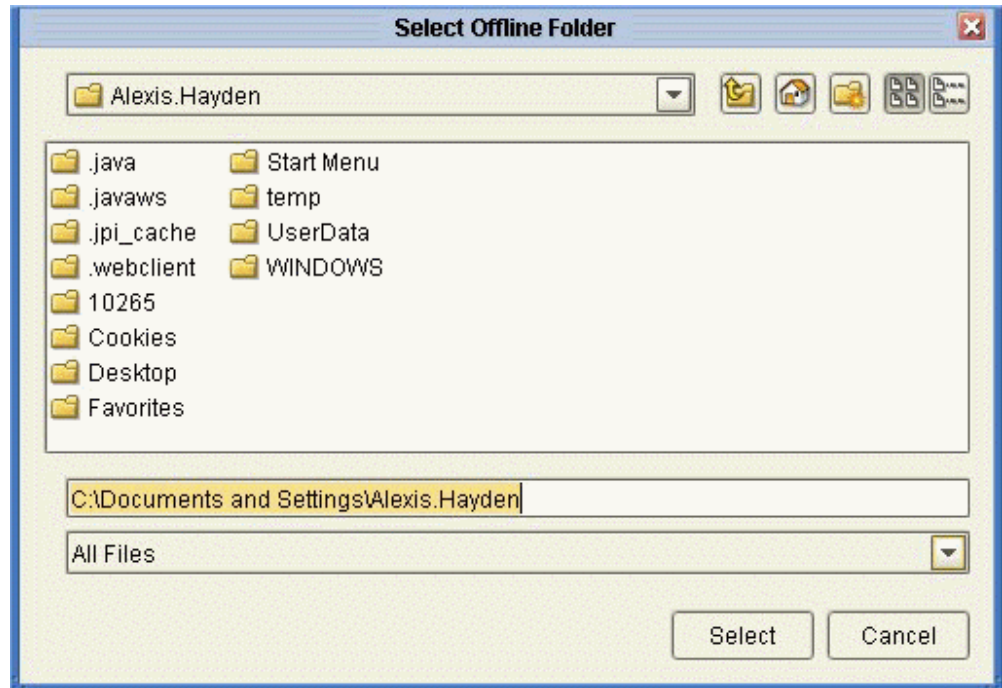 Select Offline Folder
Alexis.Hayden
.java
.javaws
.jpi_cache
.webclient
10265
Cookies
Desktop
Favorites
Start Menu
temp
UserData
WINDOWS
C:\Documents and Settings\Alexis.Hayden
All Files
Select
Cancel